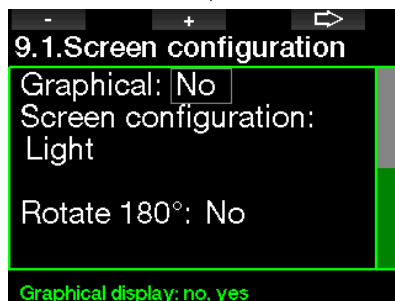 - +
9.1.Screen configuration
Graphical: No
Screen configuration:
Light
Rotate 180°: No
Graphical display: no, yes